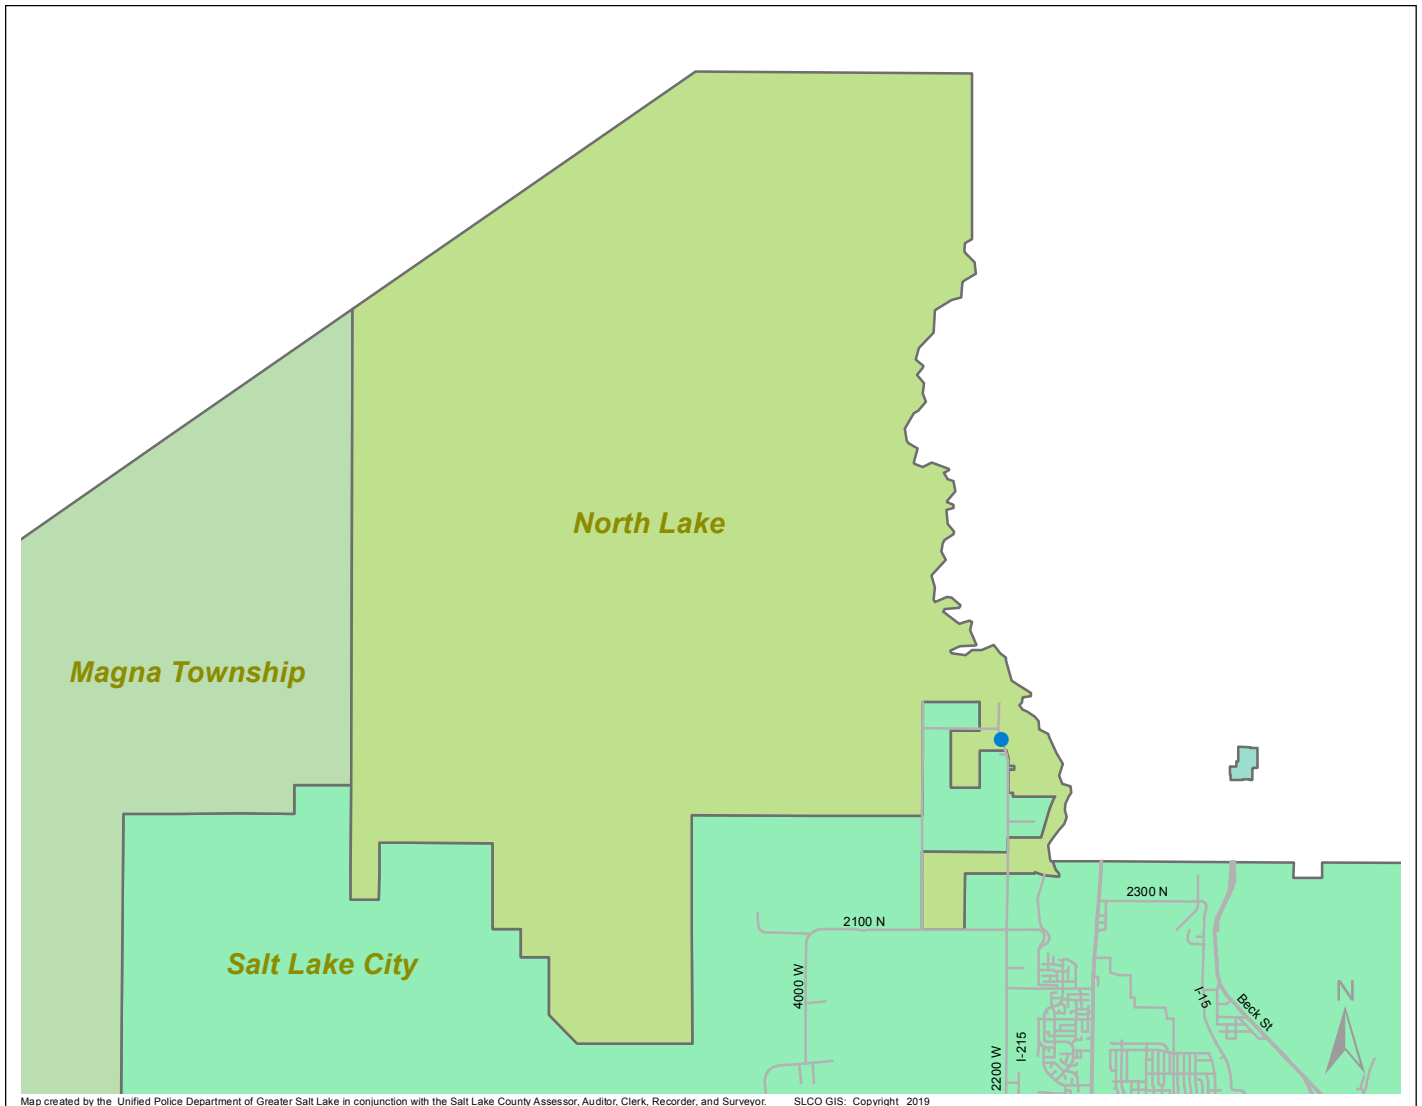 North Lake
Magna Township
2300 N
2100 N
Salt Lake City
4000 W
I-15
Beck St
N
I-215
2200 W
Map created by the Unified Police Department of Greater Salt Lake in conjunction with the Salt Lake County Assessor, Auditor, Clerk, Recorder, and Surveyor. SLCO GIS: Copyright 2019